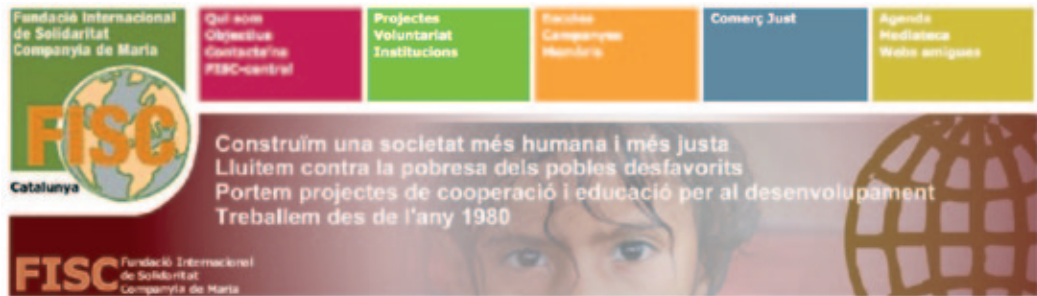 Fundació Internacional
de Solidaritat
Companyia de Maria
FISC
Catalunya
Qui som
Objectius
Contacta'ns
FISC-central
Projectes
Voluntariat
Institucions
Escoles
Campanyes
Memòria
Comerç Just
Agenda
Mediateca
Webs amigues
Construïm una societat més humana i més justa
Lluitem contra la pobresa dels pobles desfavorits
Portem projectes de cooperació i educació per al desenvolupament
Treballem des de l'any 1980
FISC
Fundació Internacional
de Solidaritat
Companyia de Maria